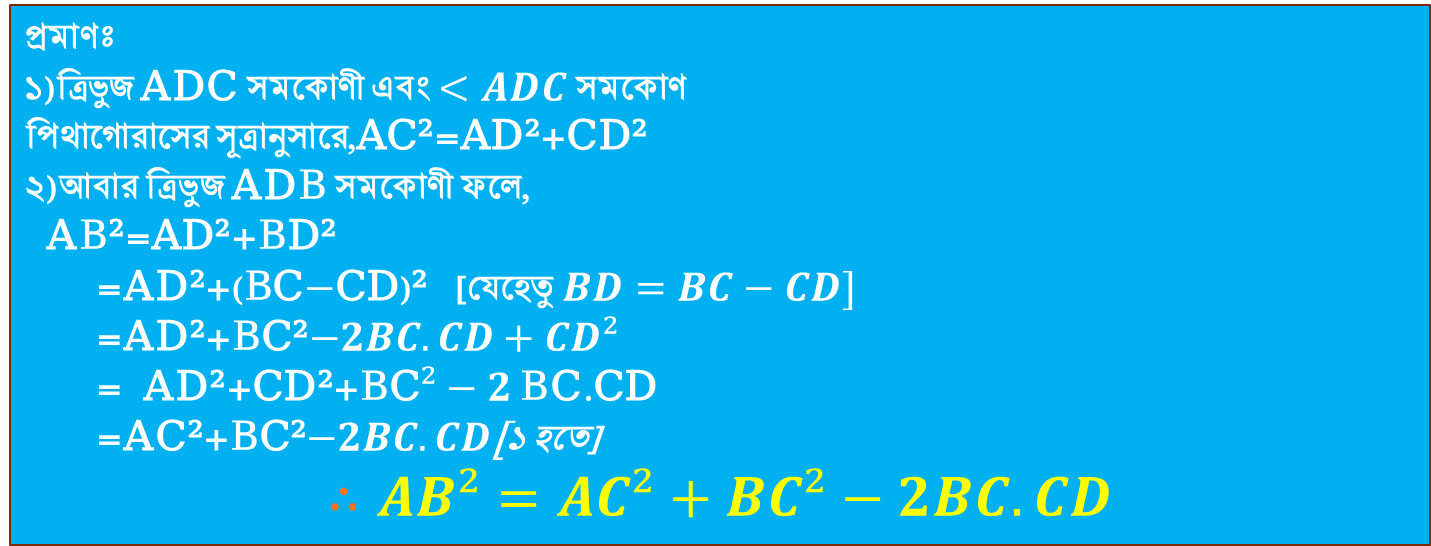 প্রমাণঃ
১)ত্রিভুজ ADC সমকোণী এবং < ADC সমকোণ
পিথাগোরাসের সূত্রানুসারে,AC²=AD²+CD²
২)আবার ত্রিভুজ ADB সমকোণী ফলে,
AB²=AD²+BD²
=AD²+(BC−CD)² [যেহেতু BD = BC − CD]
=AD²+BC²−2BC.CD + CD²
= AD²+CD²+BC² − 2 BC.CD
=AC²+BC²−2BC.CD[১ হতে]
∴ AB² = AC² + BC² − 2BC.CD